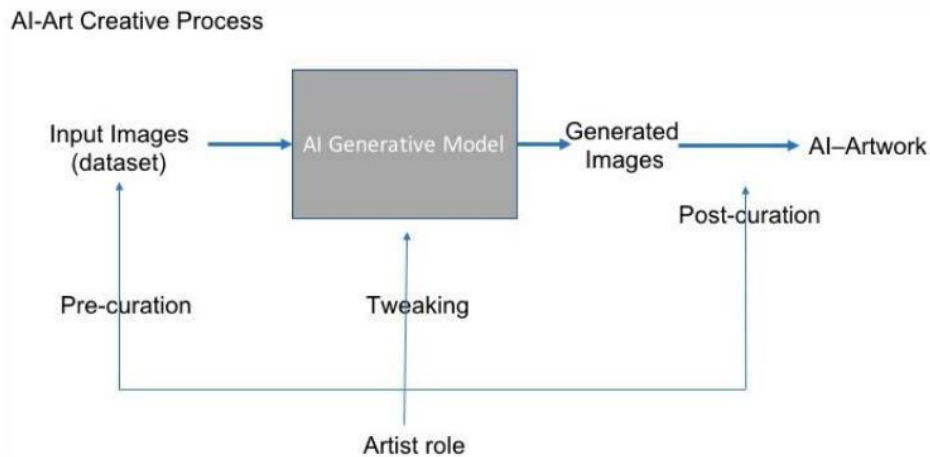 AI-Art Creative Process
Input Images
(dataset)
AI Generative Model
Generated
Images
AI–Artwork
Post-curation
Pre-curation
Tweaking
Artist role